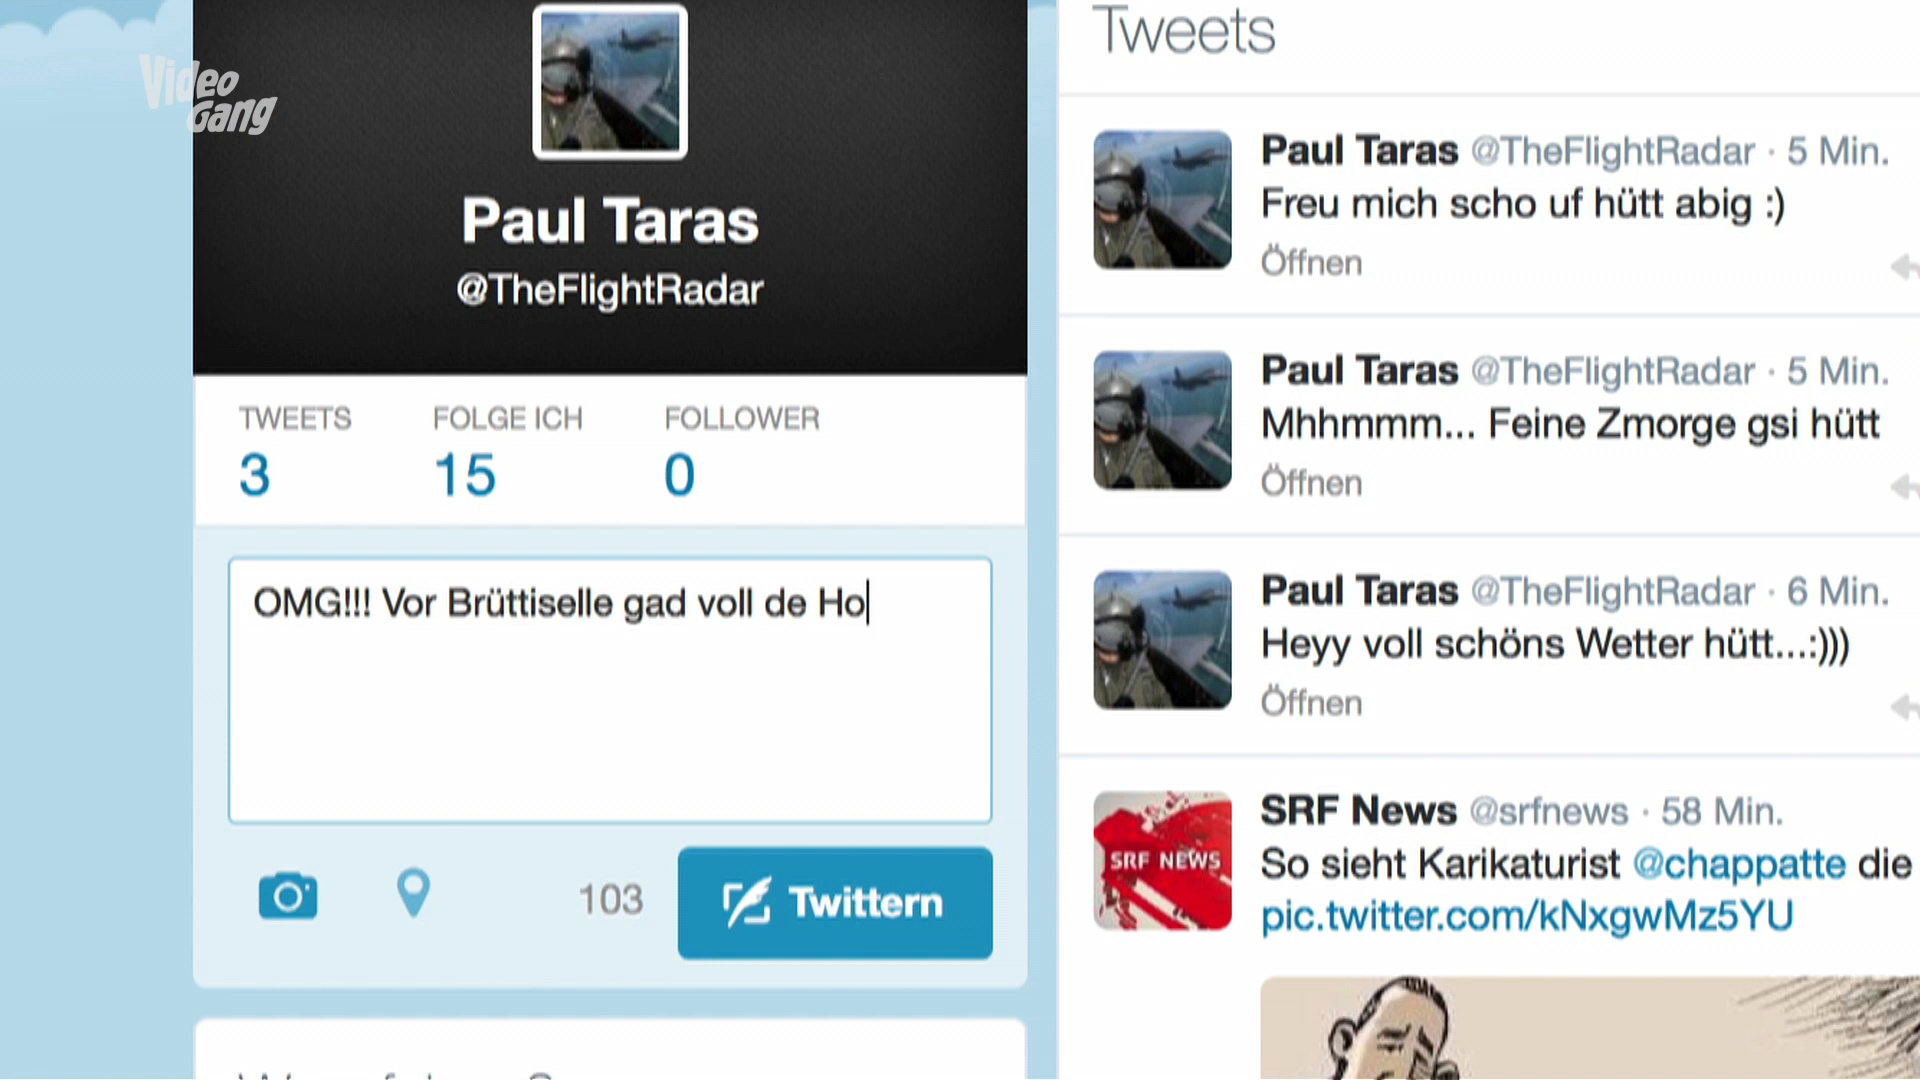 Video
Gang
Paul Taras
@TheFlightRadar
TWEETS FOLGE ICH FOLLOWER
3 15 0
OMG!!! Vor Brüttiselle gad voll de Ho
103 Twittern
Tweets
Paul Taras @TheFlightRadar · 5 Min.
Freu mich scho uf hütt abig :)
Öffnen
Paul Taras @TheFlightRadar · 5 Min.
Mhhmmm... Feine Zmorge gsi hütt
Öffnen
Paul Taras @TheFlightRadar · 6 Min.
Heyy voll schöns Wetter hütt...:)))
Öffnen
SRF NEWS
SRF News @srfnews · 58 Min.
So sieht Karikaturist @chappatte die
pic.twitter.com/kNxgwMz5YU